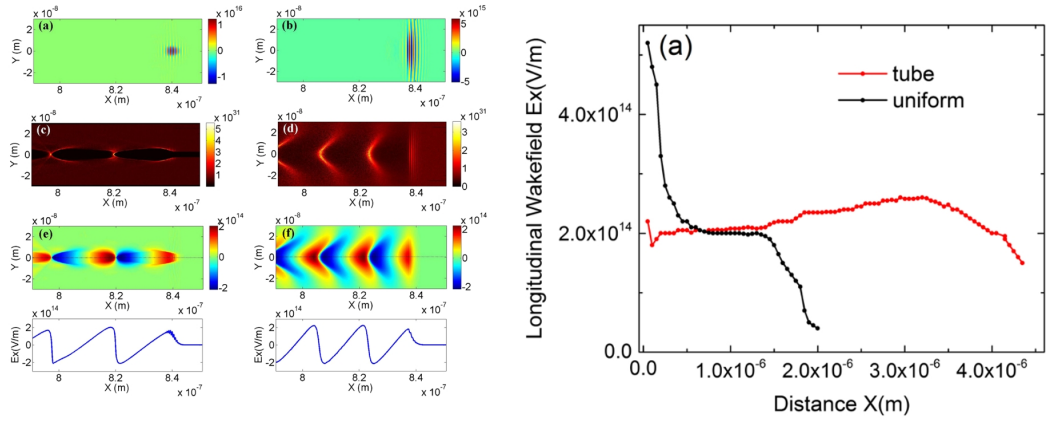 x 10^-8
x 10^16
(a)
2
0
-2
Y (m)
8
8.2
8.4
X (m)
x 10^-7
1
0
-1
x 10^-8
x 10^15
(b)
2
0
-2
Y (m)
8
8.2
8.4
X (m)
x 10^-7
5
0
-5
x 10^-8
x 10^31
(c)
2
0
-2
Y (m)
8
8.2
8.4
X (m)
x 10^-7
5
4
3
2
1
0
x 10^-8
x 10^31
(d)
2
0
-2
Y (m)
8
8.2
8.4
X (m)
x 10^-7
3
2
1
0
x 10^-8
x 10^14
(e)
2
0
-2
Y (m)
8
8.2
8.4
X (m)
x 10^-7
2
1
0
-1
-2
x 10^-8
x 10^14
(f)
2
0
-2
Y (m)
8
8.2
8.4
X (m)
x 10^-7
2
0
-2
x 10^14
2
0
-2
Ex(V/m)
8
8.2
8.4
X (m)
x 10^-7
x 10^14
2
0
-2
Ex(V/m)
8
8.2
8.4
X (m)
x 10^-7
(a)
tube
uniform
Longitudinal Wakefield Ex(V/m)
4.0x10^14
2.0x10^14
0.0
0.0
1.0x10^-6
2.0x10^-6
3.0x10^-6
4.0x10^-6
Distance X(m)